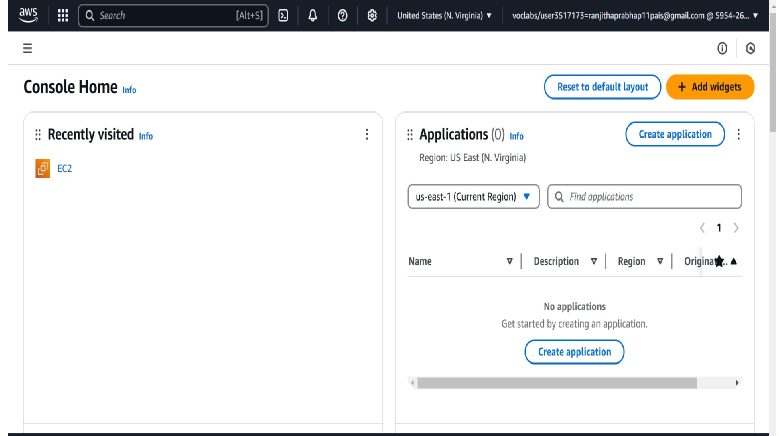 aws
Search [Alt+S]
United States (N. Virginia) ▼
voclabs/user3517173=ranjithaprabhap11pais@gmail.com @ 5954-26... ▼
Console Home Info
Reset to default layout
+ Add widgets
Recently visited Info
EC2
Applications (0) Info
Create application
Region: US East (N. Virginia)
us-east-1 (Current Region) ▼
Find applications
1
Name
Description
Region
Originat...
No applications
Get started by creating an application.
Create application